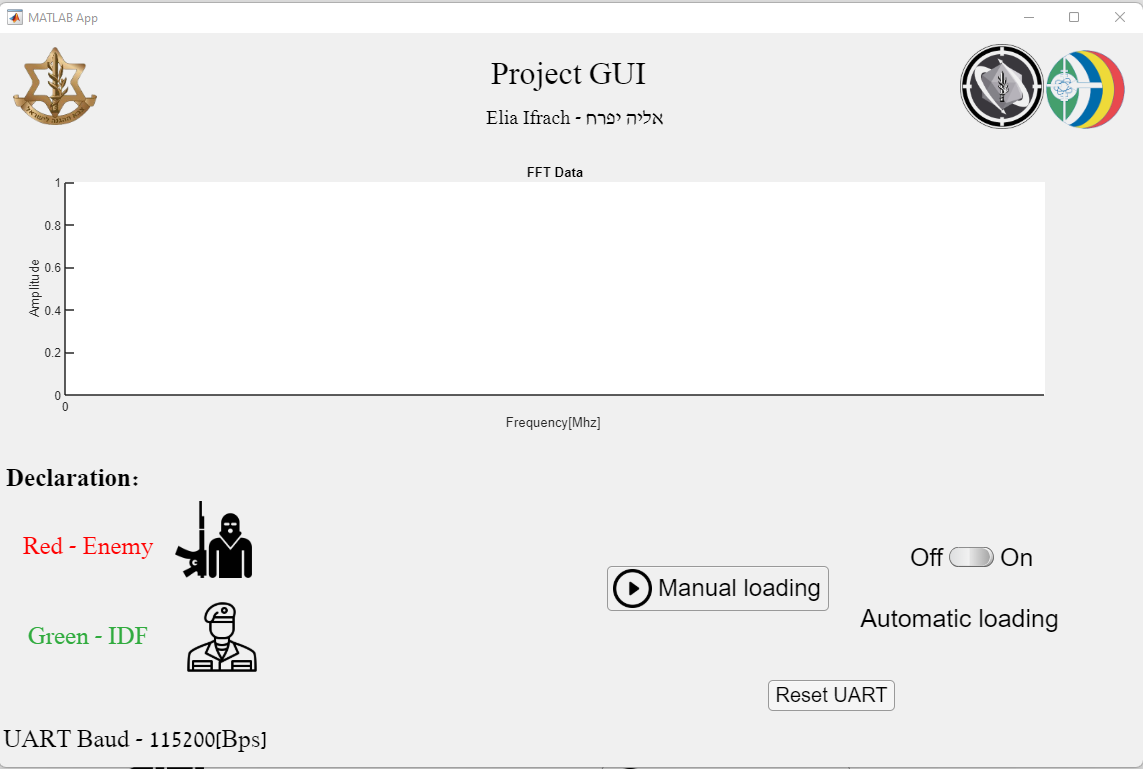 MATLAB App
Project GUI
Elia Ifrach - אליה יפרח
FFT Data
1
0.8
0.6
0.4
0.2
0
0
Amplitude
Frequency[Mhz]
Declaration:
Red - Enemy
Green - IDF
Manual loading
Off On
Automatic loading
Reset UART
UART Baud - 115200[Bps]